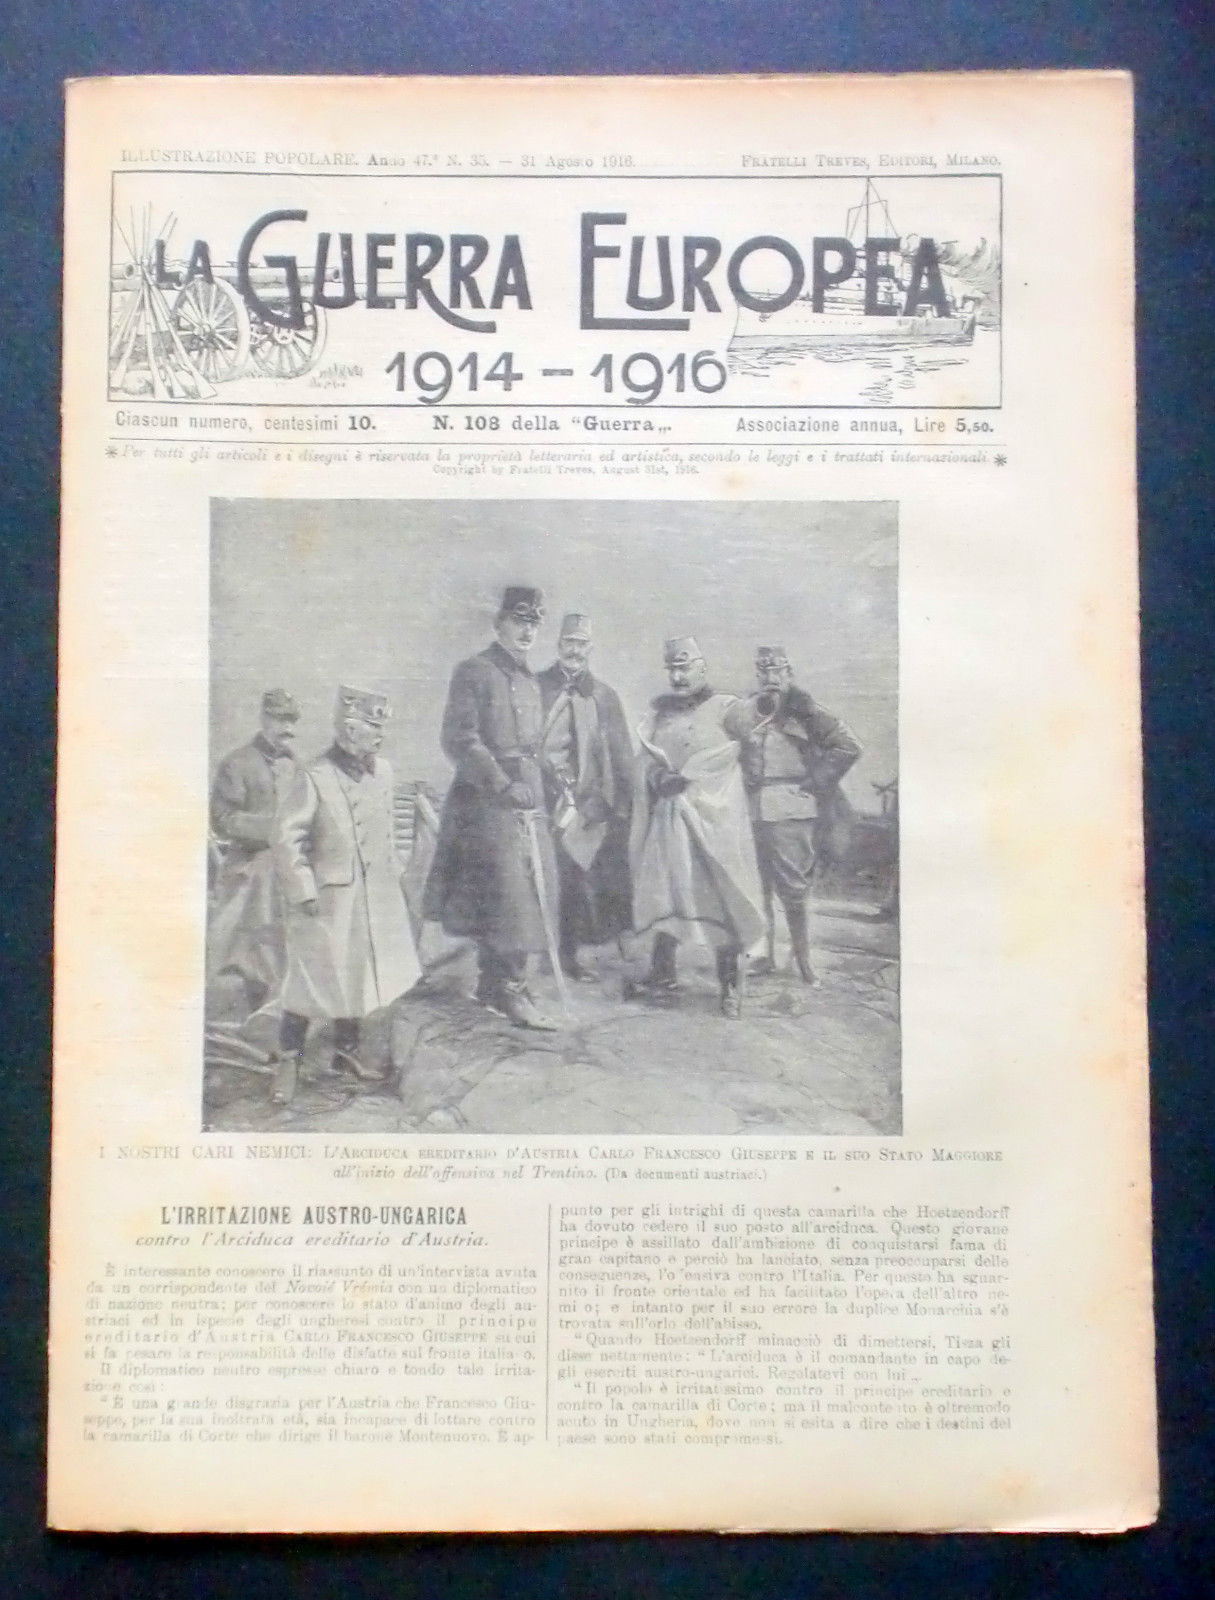 ILLUSTRAZIONE POPOLARE. Anno 47.° N. 35. — 31 Agosto 1916. FRATELLI TREVES, EDITORI, MILANO.
LA GUERRA EUROPEA
1914 - 1916
Ciascun numero, centesimi 10. N. 108 della "Guerra„. Associazione annua, Lire 5,50.
* Per tutti gli articoli e i disegni è riservata la proprietà letteraria ed artistica, secondo le leggi e i trattati internazionali. *
Copyright by Fratelli Treves, August 31st, 1916.
I NOSTRI CARI NEMICI: L'ARCIDUCA EREDITARIO D'AUSTRIA CARLO FRANCESCO GIUSEPPE E IL SUO STATO MAGGIORE
all'inizio dell'offensiva nel Trentino. (Da documenti austriaci.)
L'IRRITAZIONE AUSTRO-UNGARICA
contro l'Arciduca ereditario d'Austria.
È interessante conoscere il riassunto di un'intervista avuta
da un corrispondente del Novoié Vrémia con un diplomatico
di nazione neutra; per conoscere lo stato d'animo degli au-
striaci ed in ispecie degli ungheresi contro il principe
ereditario d'Austria CARLO FRANCESCO GIUSEPPE su cui
si fa pesare la responsabilità delle disfatte sul fronte italia o.
Il diplomatico neutro espresse chiaro e tondo tale irrita-
zione così:
"È una grande disgrazia per l'Austria che Francesco Giu-
seppe, per la sua inoltrata età, sia incapace di lottare contro
la camarilla di Corte che dirige il barone Montenuovo. È ap-
punto per gli intrighi di questa camarilla che Hoetzendorff
ha dovuto cedere il suo posto all'arciduca. Questo giovane
principe è assillato dall'ambizione di conquistarsi fama di
gran capitano e perciò ha lanciato, senza preoccuparsi delle
conseguenze, l'o ensiva contro l'Italia. Per questo ha sguar-
nito il fronte orientale ed ha facilitato l'opera dell'altro ne-
mi o; e intanto per il suo errore la duplice Monarchia s'è
trovata sull'orlo dell'abisso.
"Quando Hoetzendorff minacciò di dimettersi, Tisza gli
disse nettamente: "L'arciduca è il comandante in capo de-
gli eserciti austro-ungarici. Regolatevi con lui„.
"Il popolo è irritatissimo contro il principe ereditario e
contro la camarilla di Corte; ma il malconte to è oltremodo
acuto in Ungheria, dove non si esita a dire che i destini del
paese sono stati compromessi.